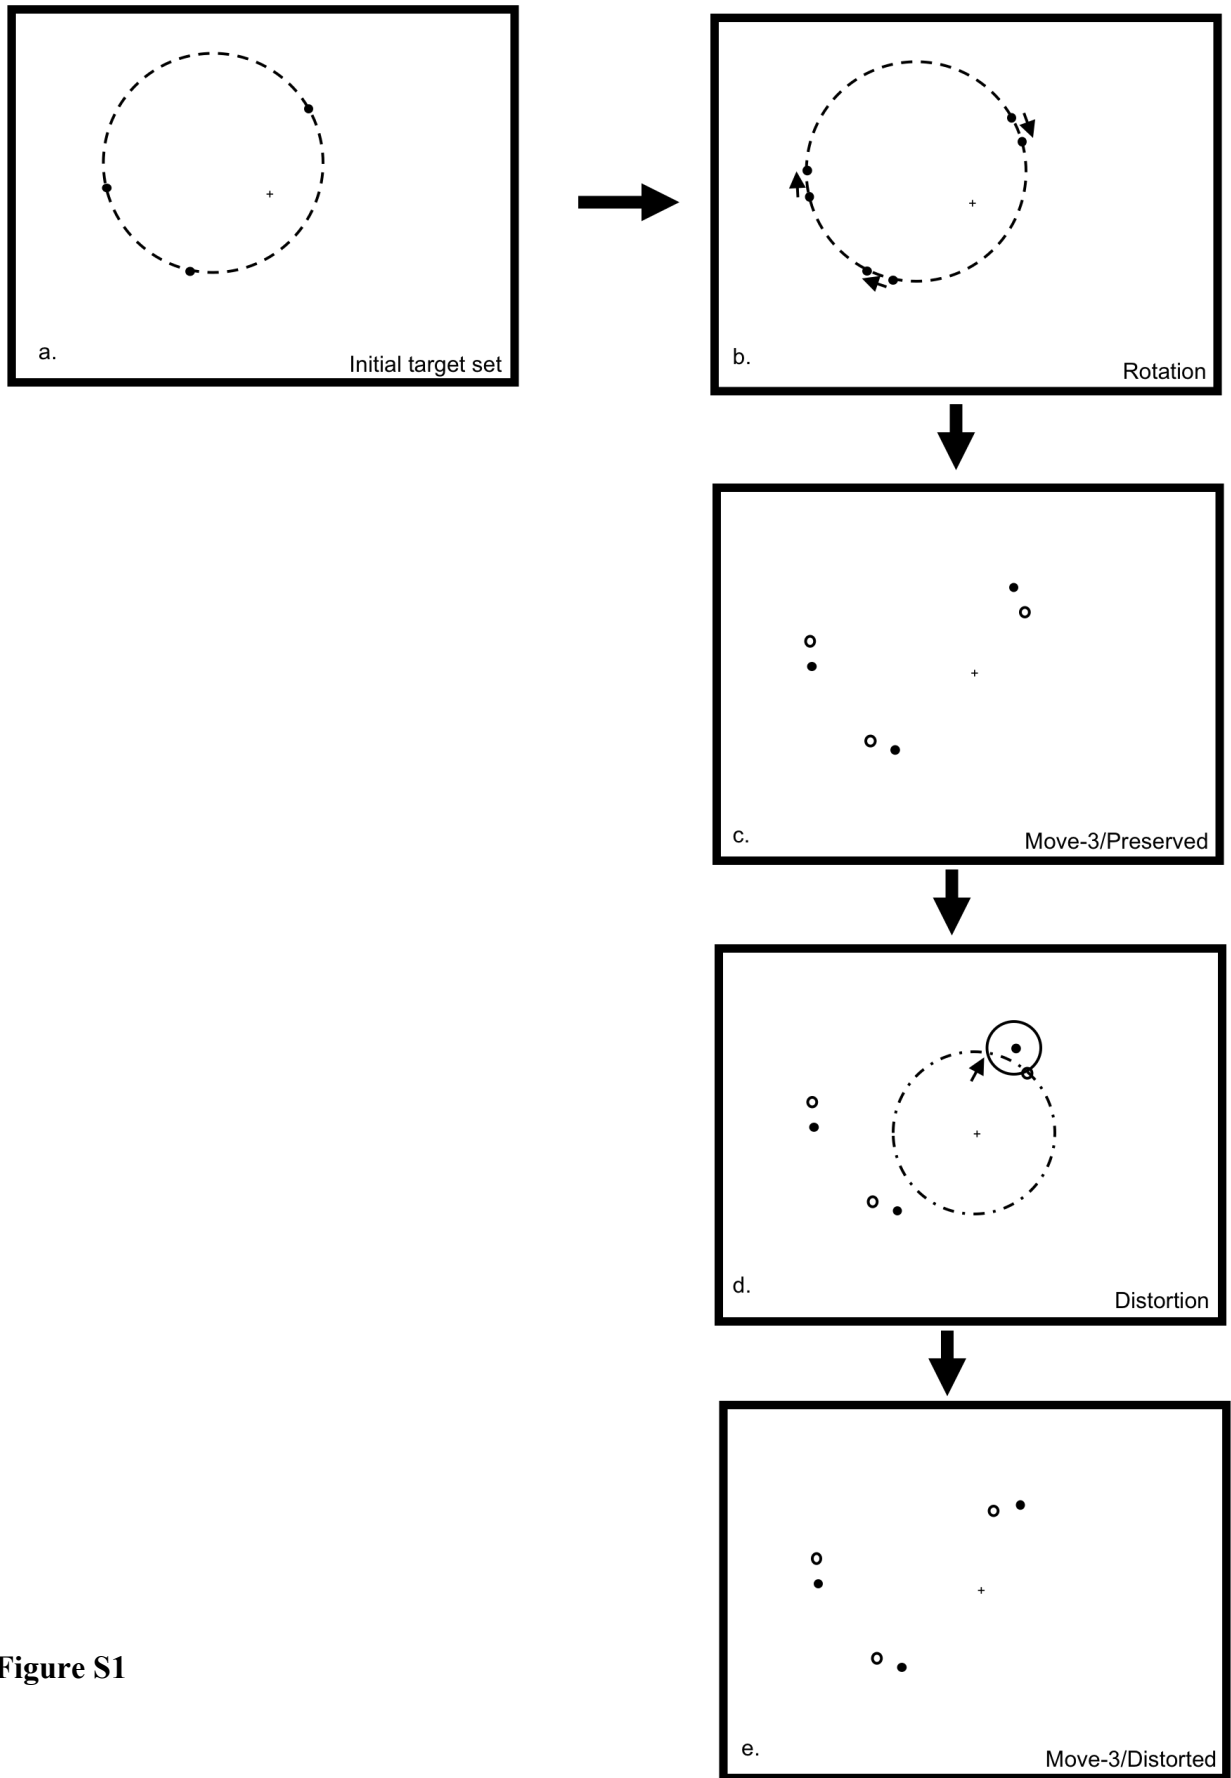 a.
Initial target set
b.
Rotation
c.
Move-3/Preserved
d.
Distortion
Figure S1
e.
Move-3/Distorted